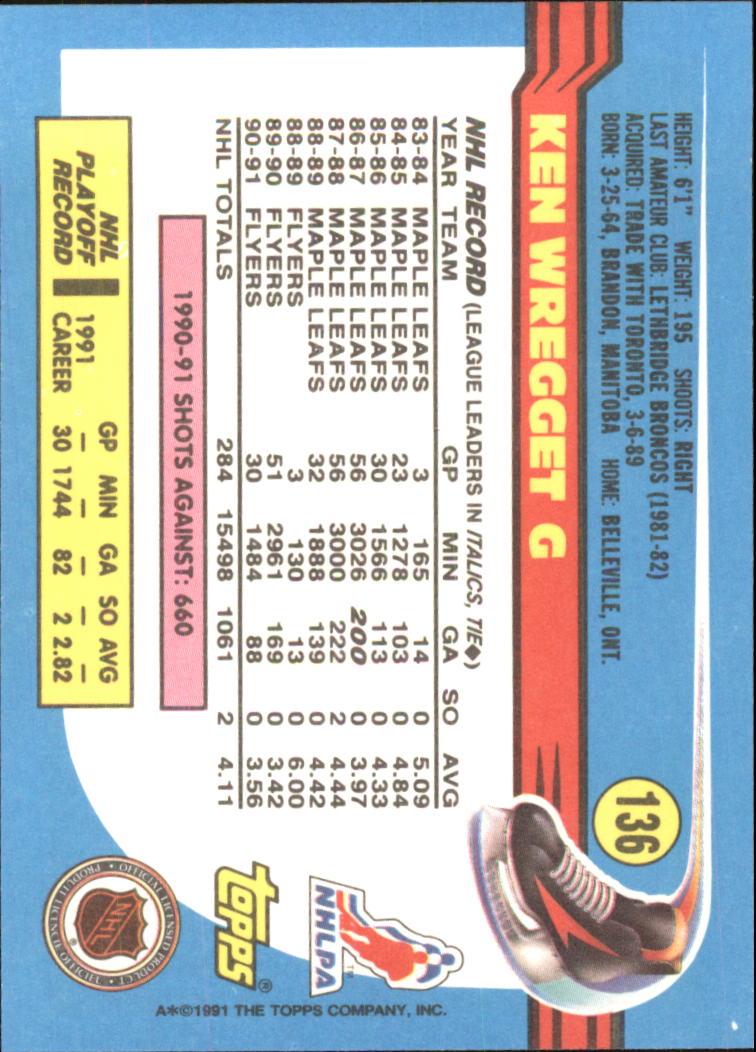 136
HEIGHT: 6'1" WEIGHT: 195 SHOOTS: RIGHT
LAST AMATEUR CLUB: LETHBRIDGE BRONCOS (1981-82)
ACQUIRED: TRADE WITH TORONTO, 3-6-89
BORN: 3-25-64, BRANDON, MANITOBA HOME: BELLEVILLE, ONT.
KEN WREGGET G
NHL RECORD (LEAGUE LEADERS IN ITALICS, TIE◆)
YEAR TEAM GP MIN GA SO AVG
83-84 MAPLE LEAFS 3 165 14 0 5.09
84-85 MAPLE LEAFS 23 1278 103 0 4.84
85-86 MAPLE LEAFS 30 1566 113 0 4.33
86-87 MAPLE LEAFS 56 3026 200 0 3.97
87-88 MAPLE LEAFS 56 3000 222 2 4.44
88-89 MAPLE LEAFS 32 1888 139 0 4.42
88-89 FLYERS 3 130 13 0 6.00
89-90 FLYERS 51 2961 169 0 3.42
90-91 FLYERS 30 1484 88 0 3.56
NHL TOTALS 284 15498 1061 2 4.11
1990-91 SHOTS AGAINST: 660
NHL PLAYOFF RECORD
GP MIN GA SO AVG
1991 — — — — —
CAREER 30 1744 82 2 2.82
NHLPA™
topps®
OFFICIAL LICENSED PRODUCT • PRODUIT LICENCIÉ OFFICIEL •
NHL
®
A*©1991 THE TOPPS COMPANY, INC.